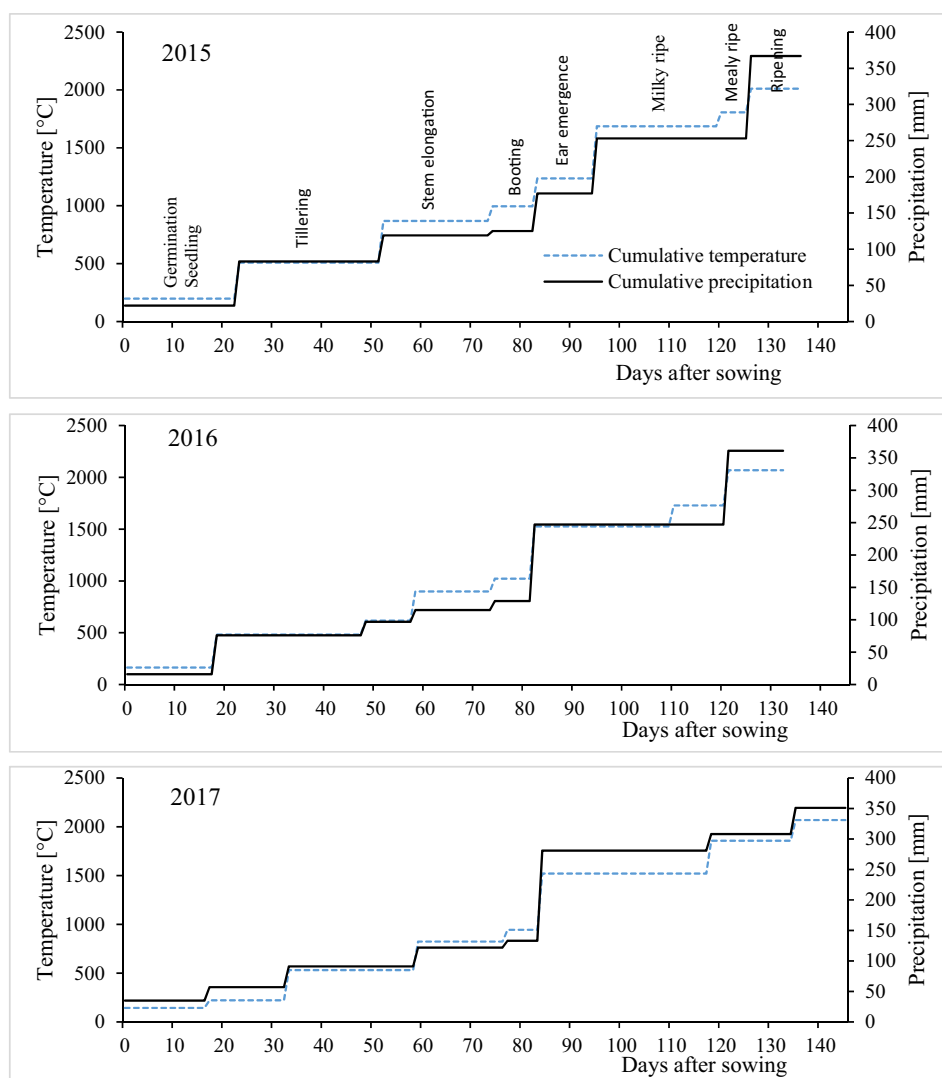 2015
Temperature [°C]
2500
2000
1500
1000
500
0
Germination
Seedling
Tillering
Stem elongation
Booting
Ear emergence
Milky ripe
Mealy ripe
Ripening
Cumulative temperature
Cumulative precipitation
400
350
300
250
200
150
100
50
0
Precipitation [mm]
0 10 20 30 40 50 60 70 80 90 100 110 120 130 140
Days after sowing
2016
Temperature [°C]
2500
2000
1500
1000
500
0
400
350
300
250
200
150
100
50
0
Precipitation [mm]
0 10 20 30 40 50 60 70 80 90 100 110 120 130 140
Days after sowing
2017
Temperature [°C]
2500
2000
1500
1000
500
0
400
350
300
250
200
150
100
50
0
Precipitation [mm]
0 10 20 30 40 50 60 70 80 90 100 110 120 130 140
Days after sowing